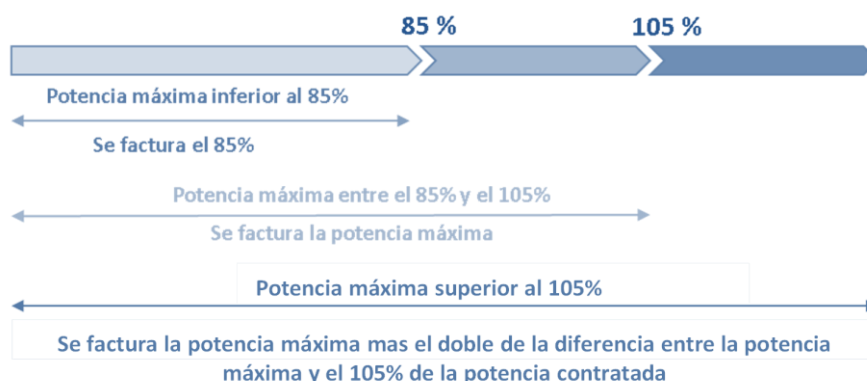 85 % 105 %
Potencia máxima inferior al 85%
Se factura el 85%
Potencia máxima entre el 85% y el 105%
Se factura la potencia máxima
Potencia máxima superior al 105%
Se factura la potencia máxima mas el doble de la diferencia entre la potencia
máxima y el 105% de la potencia contratada